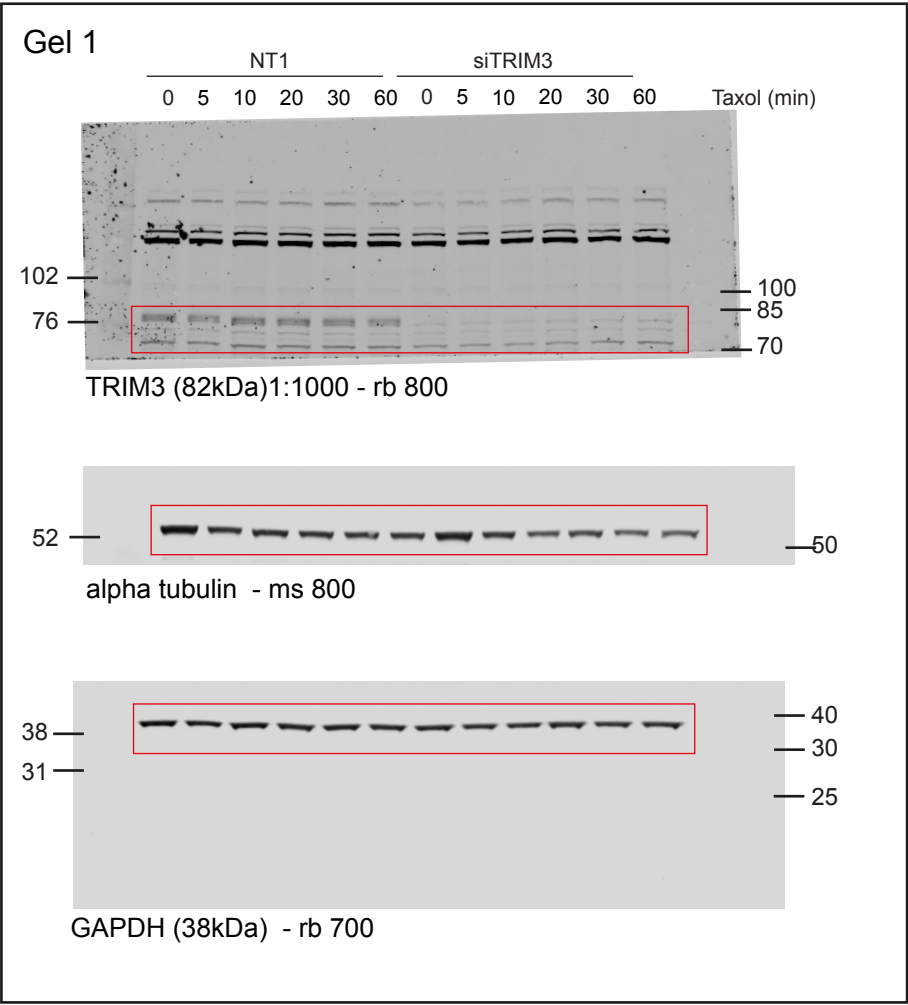 Gel 1
NT1 siTRIM3
0 5 10 20 30 60 0 5 10 20 30 60 Taxol (min)
102
100
85
76
70
TRIM3 (82kDa)1:1000 - rb 800
52
50
alpha tubulin - ms 800
40
38
30
31
25
GAPDH (38kDa) - rb 700